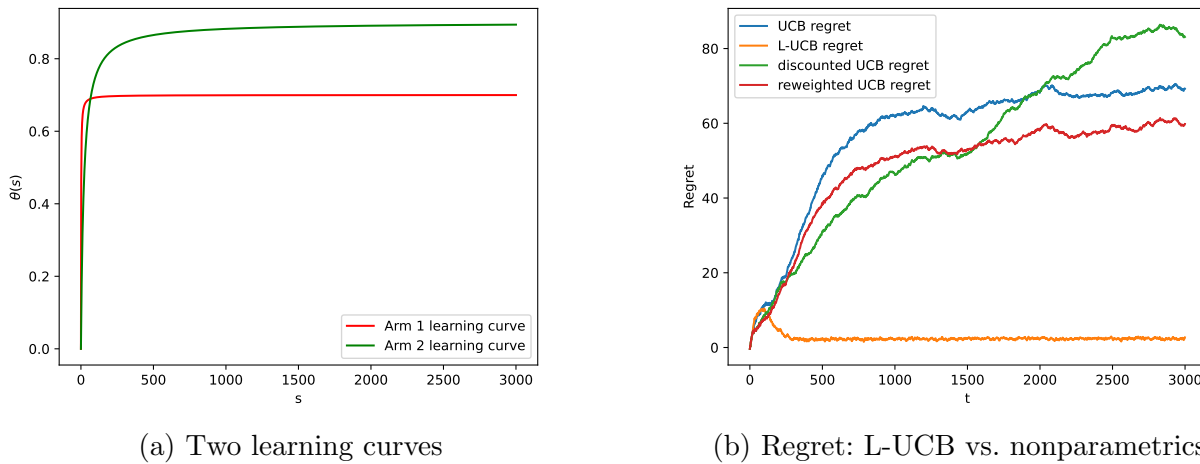 0.8
0.6
0.4
0.2
0.0
θ(s)
0
500
1000
1500
2000
2500
3000
s
Arm 1 learning curve
Arm 2 learning curve
(a) Two learning curves
UCB regret
L-UCB regret
discounted UCB regret
reweighted UCB regret
80
60
40
20
0
Regret
0
500
1000
1500
2000
2500
3000
t
(b) Regret: L-UCB vs. nonparametrics